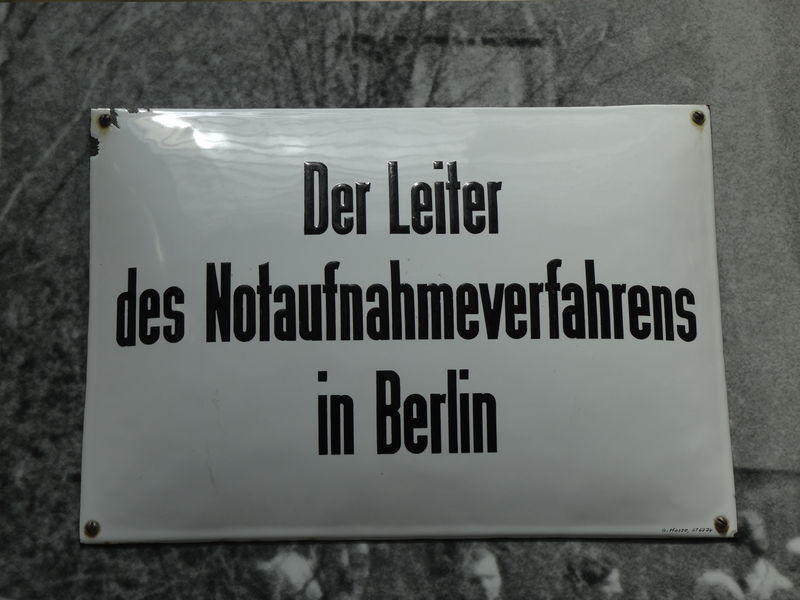 Der Leiter
des Notaufnahmeverfahrens
in Berlin